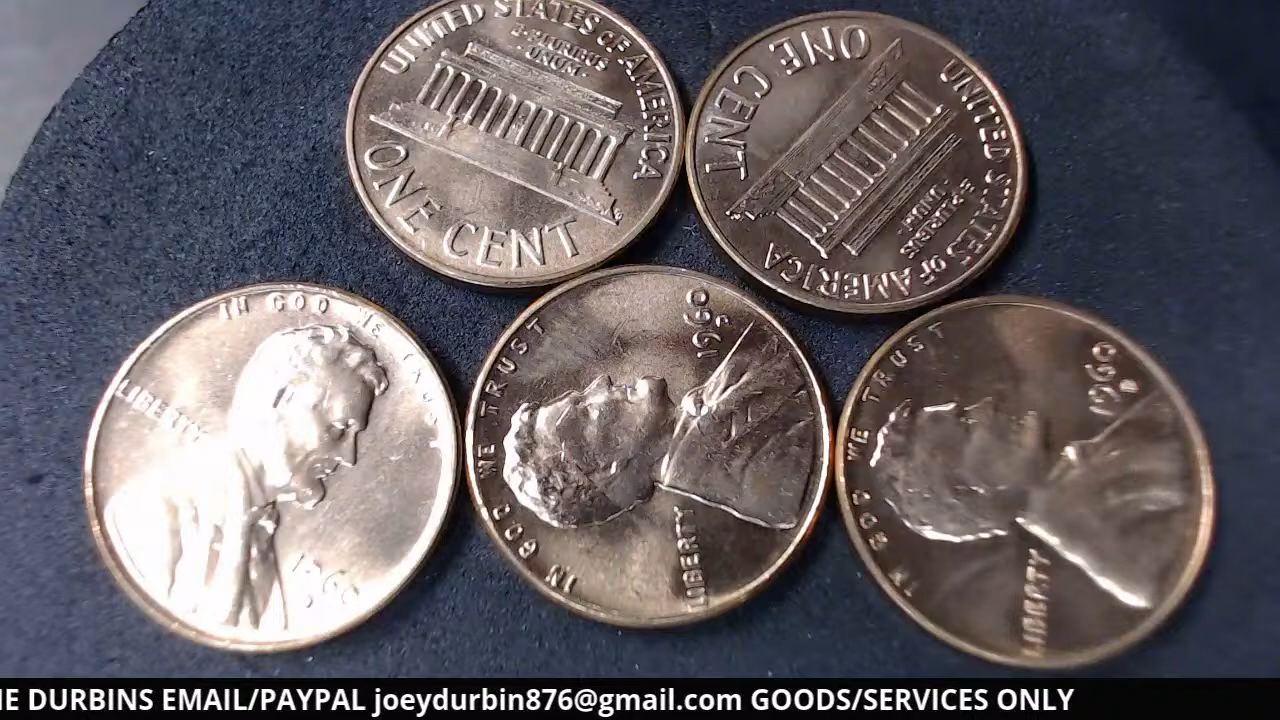 UNITED STATES OF AMERICA
E·PLURIBUS
·UNUM·
ONE CENT
UNITED STATES OF AMERICA
E·PLURIBUS
·UNUM·
ONE CENT
IN GOD WE TRUST
LIBERTY
1960
IN GOD WE TRUST
LIBERTY
1960
IN GOD WE TRUST
LIBERTY
1960
HE DURBINS EMAIL/PAYPAL joeydurbin876@gmail.com GOODS/SERVICES ONLY